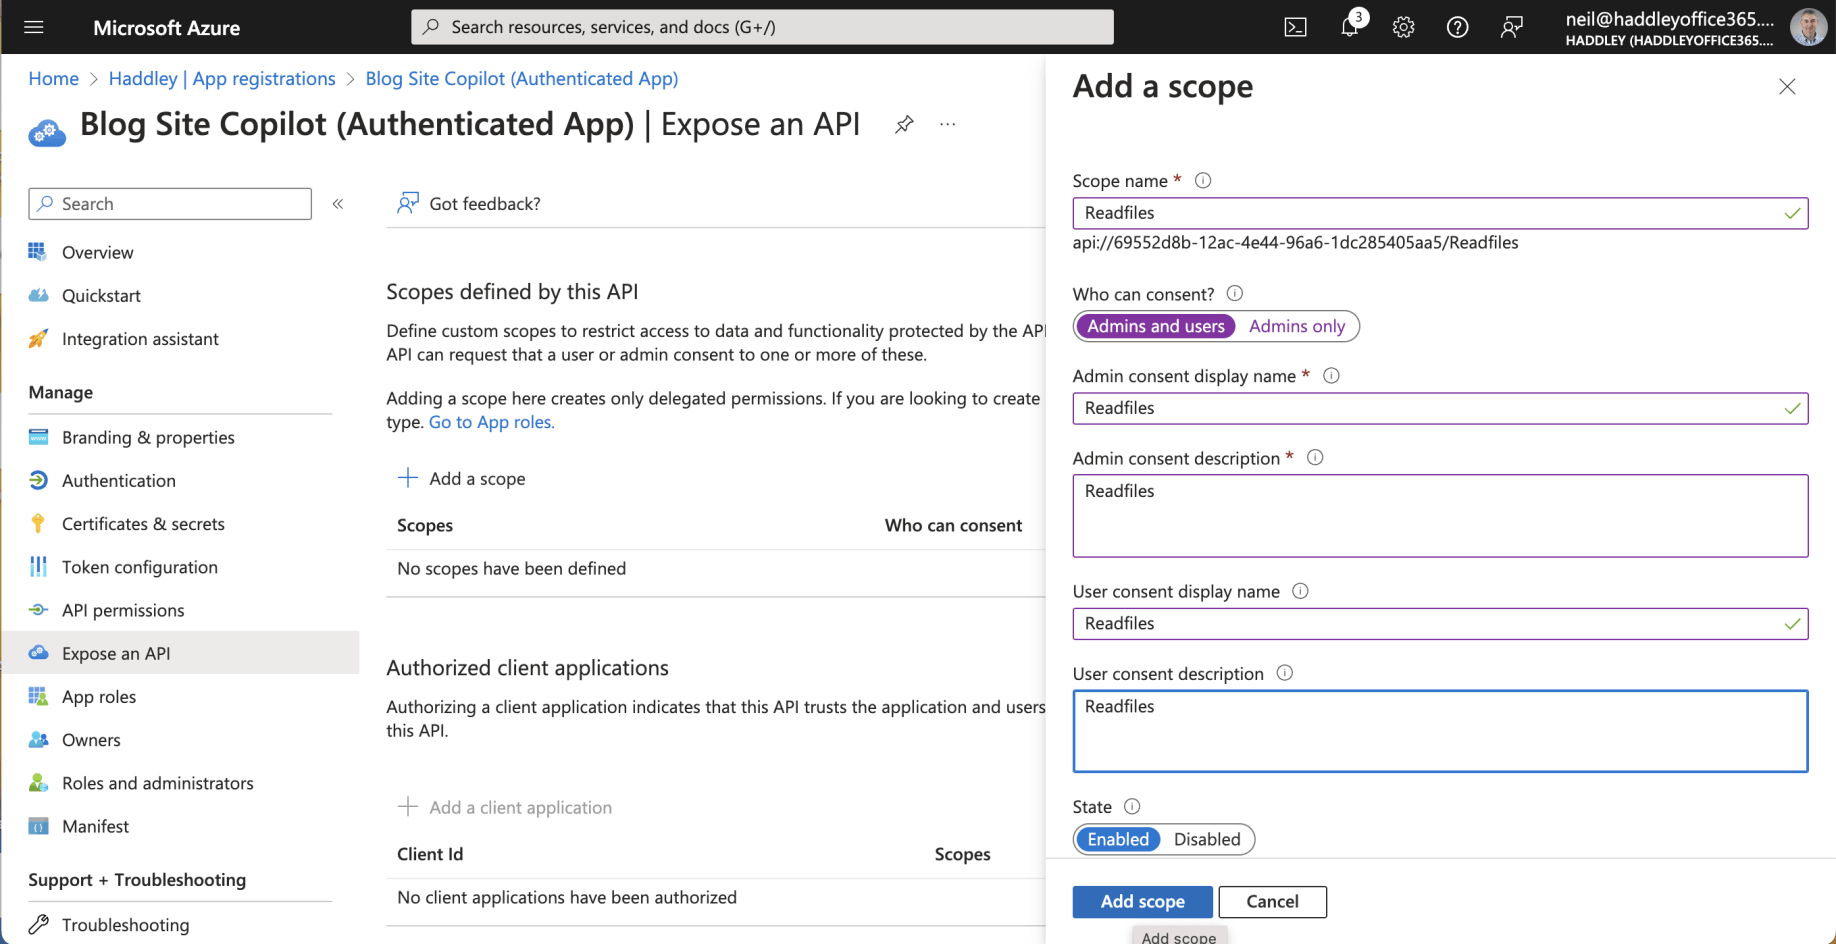 Microsoft Azure
Search resources, services, and docs (G+/)
3
neil@haddleyoffice365....
HADDLEY (HADDLEYOFFICE365....
Home > Haddley | App registrations > Blog Site Copilot (Authenticated App)
Blog Site Copilot (Authenticated App) | Expose an API
...
Search
«
Overview
Quickstart
Integration assistant
Manage
Branding & properties
Authentication
Certificates & secrets
Token configuration
API permissions
Expose an API
App roles
Owners
Roles and administrators
Manifest
Support + Troubleshooting
Troubleshooting
Got feedback?
Scopes defined by this API
Define custom scopes to restrict access to data and functionality protected by the API
API can request that a user or admin consent to one or more of these.
Adding a scope here creates only delegated permissions. If you are looking to create
type. Go to App roles.
Add a scope
Scopes Who can consent
No scopes have been defined
Authorized client applications
Authorizing a client application indicates that this API trusts the application and users
this API.
Add a client application
Client Id Scopes
No client applications have been authorized
Add a scope
Scope name *
Readfiles
api://69552d8b-12ac-4e44-96a6-1dc285405aa5/Readfiles
Who can consent?
Admins and users Admins only
Admin consent display name *
Readfiles
Admin consent description *
Readfiles
User consent display name
Readfiles
User consent description
Readfiles
State
Enabled Disabled
Add scope Cancel
Add scope